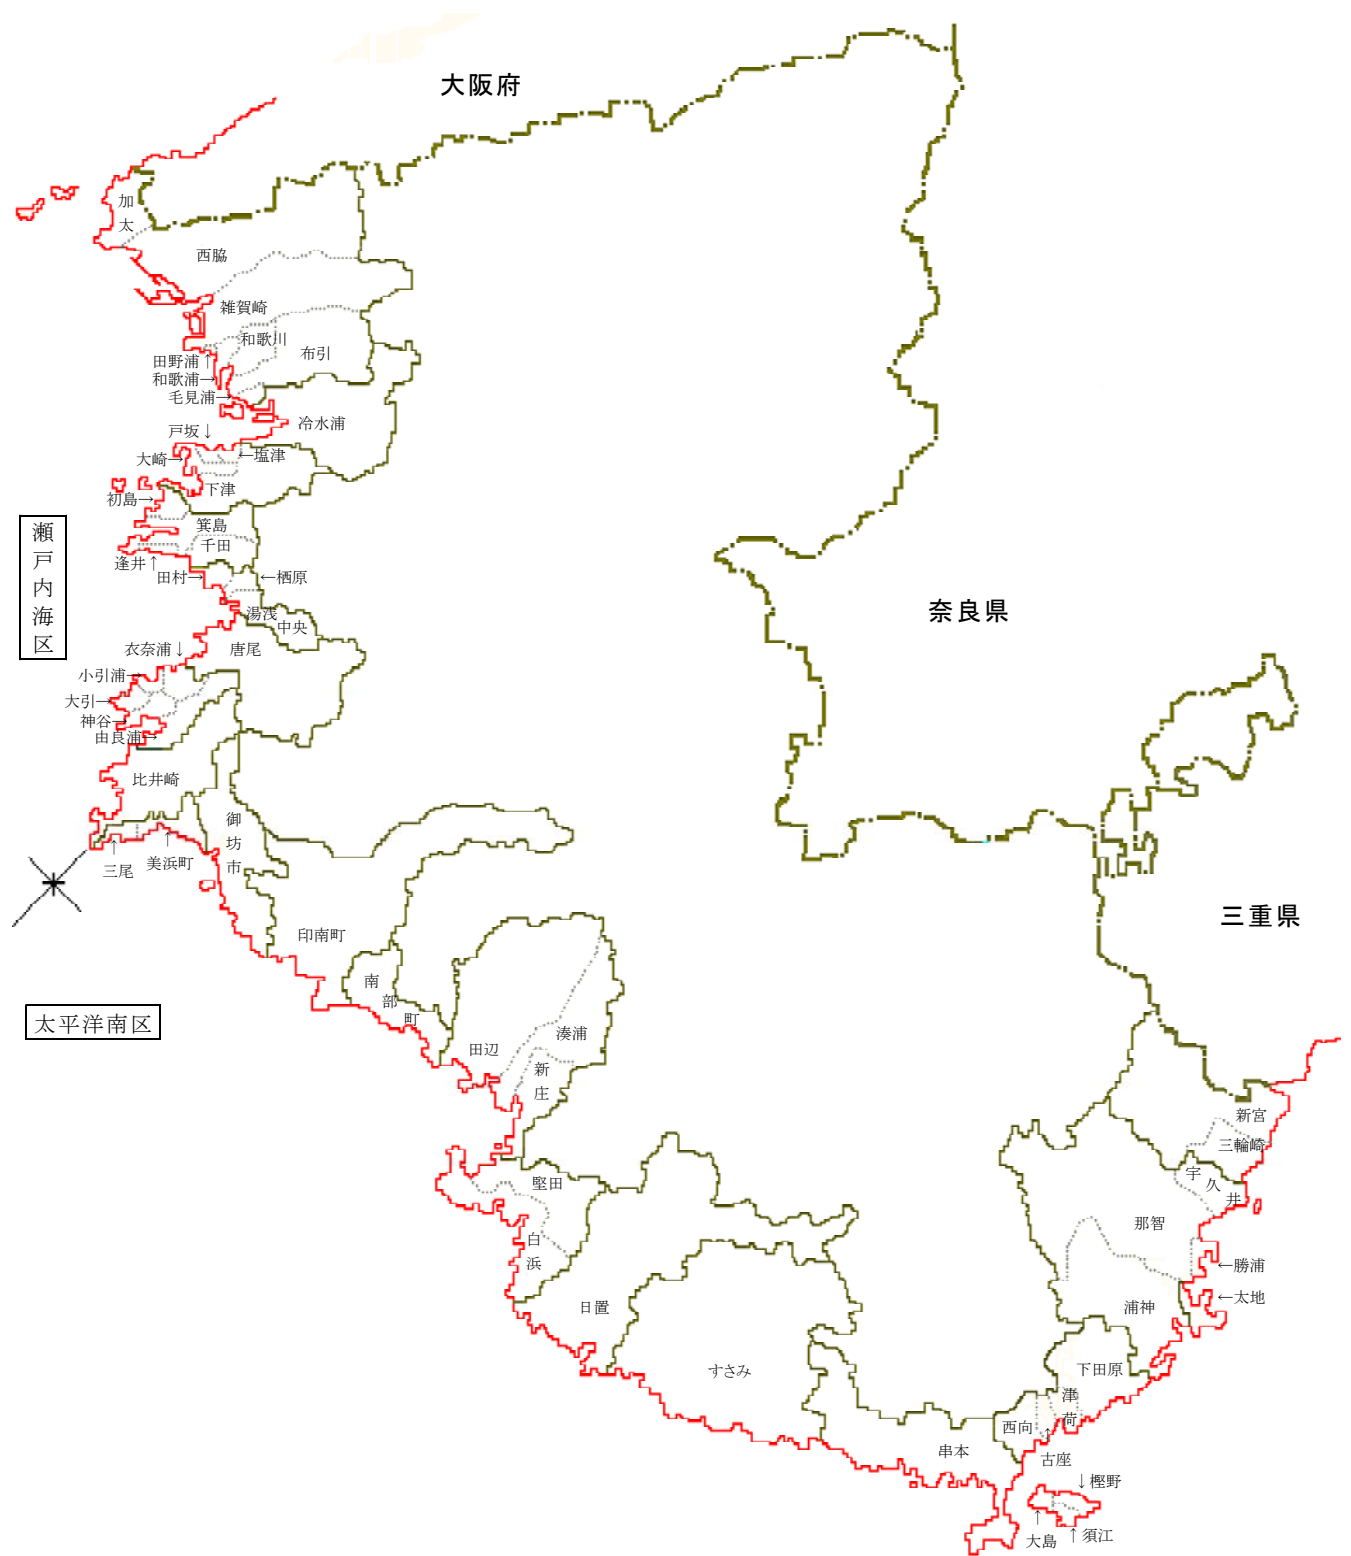 大阪府
加
太
西脇
雑賀崎
和歌川
布引
田野浦↑
和歌浦→
毛見浦→
冷水浦
戸坂↓
←塩津
大崎→
下津
初島→
箕島
千田
逢井↑
田村→
←栖原
湯浅
中央
唐尾
衣奈浦↓
小引浦→
大引→
神谷→
由良浦→
比井崎
瀬戸内海区
奈良県
御坊市
↑
三尾
↑
美浜町
三重県
印南町
南部町
太平洋南区
田辺
湊浦
新庄
堅田
白浜
日置
すさみ
新宮
三輪崎
宇久井
那智
←勝浦
←太地
浦神
下田原
津荷
西向
↑
古座
串本
↓樫野
↑
大島
↑須江